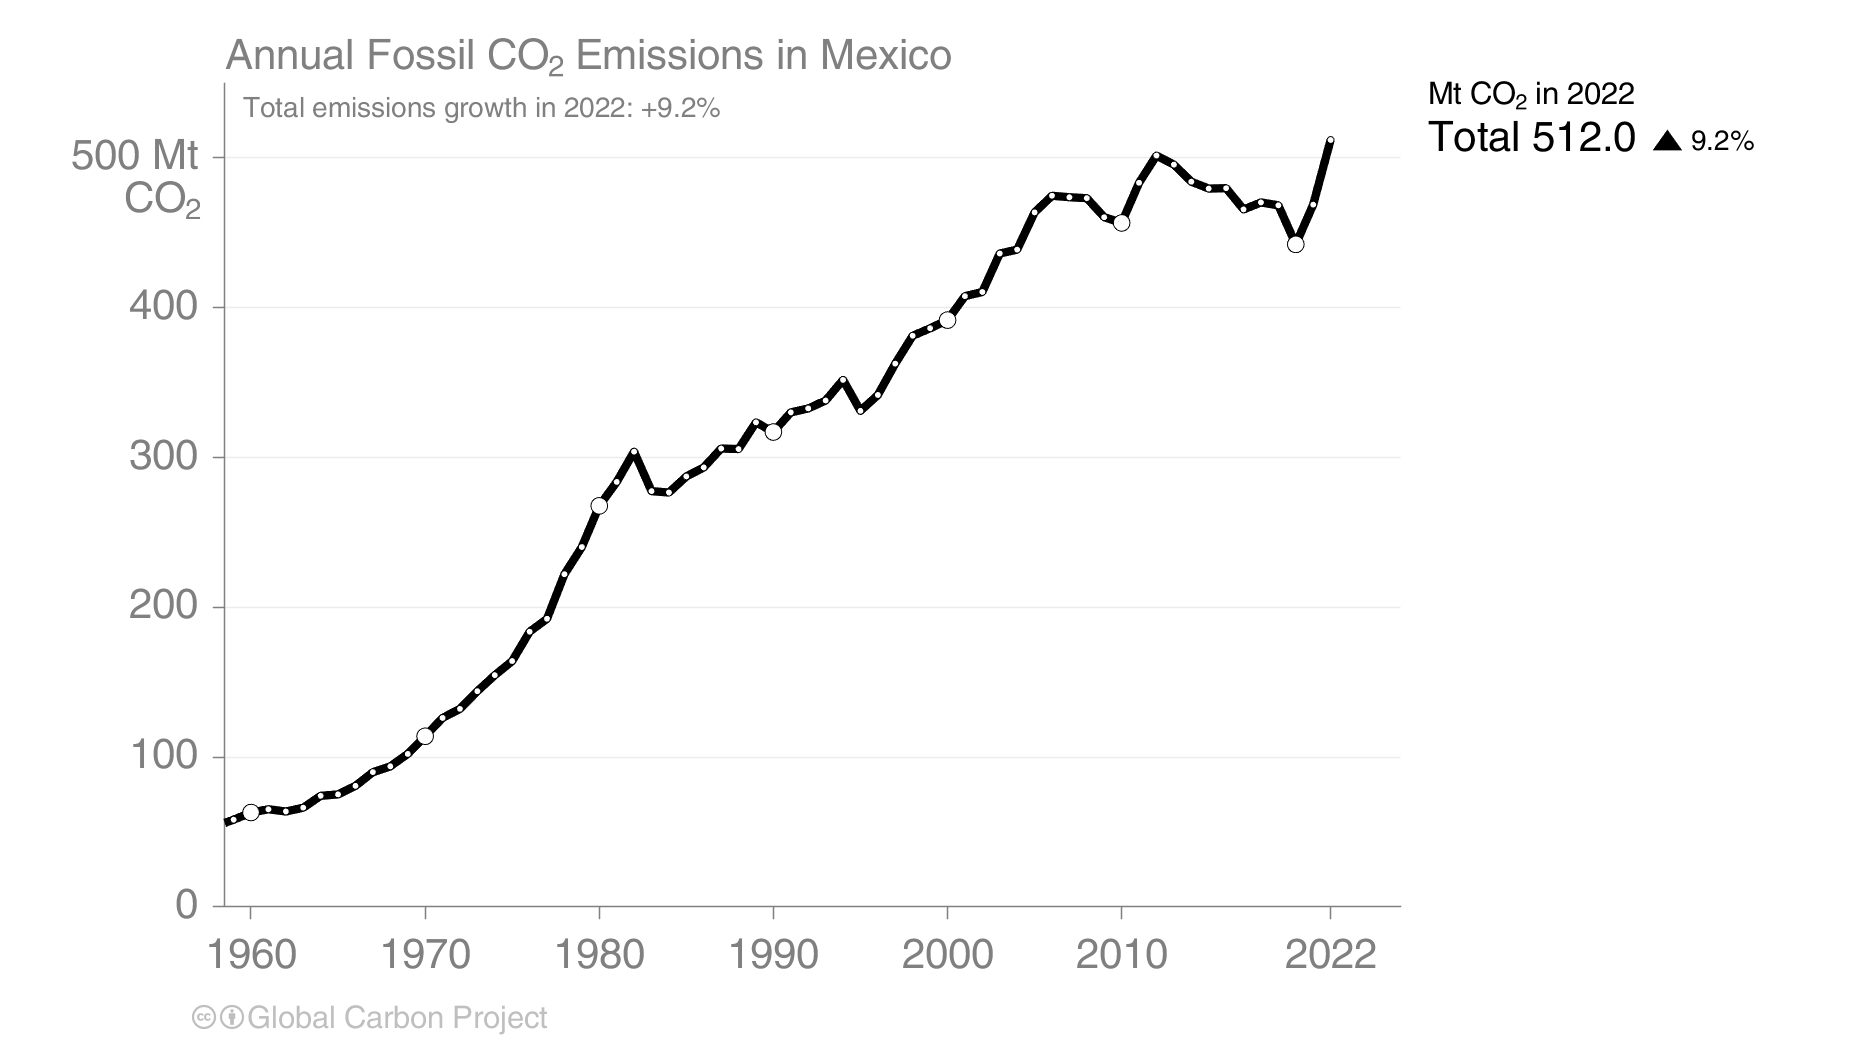 Annual Fossil CO₂ Emissions in Mexico
Total emissions growth in 2022: +9.2%
Mt CO₂ in 2022
Total 512.0 ▲ 9.2%
500 Mt
CO₂
400
300
200
100
0
1960 1970 1980 1990 2000 2010 2022
cc Global Carbon Project